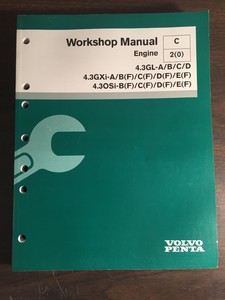 Workshop Manual
Engine
C
2(0)
4.3GL-A/B/C/D
4.3GXi-A/B(F)/C(F)/D(F)/E(F)
4.3OSi-B(F)/C(F)/D(F)/E(F)
VOLVO
PENTA